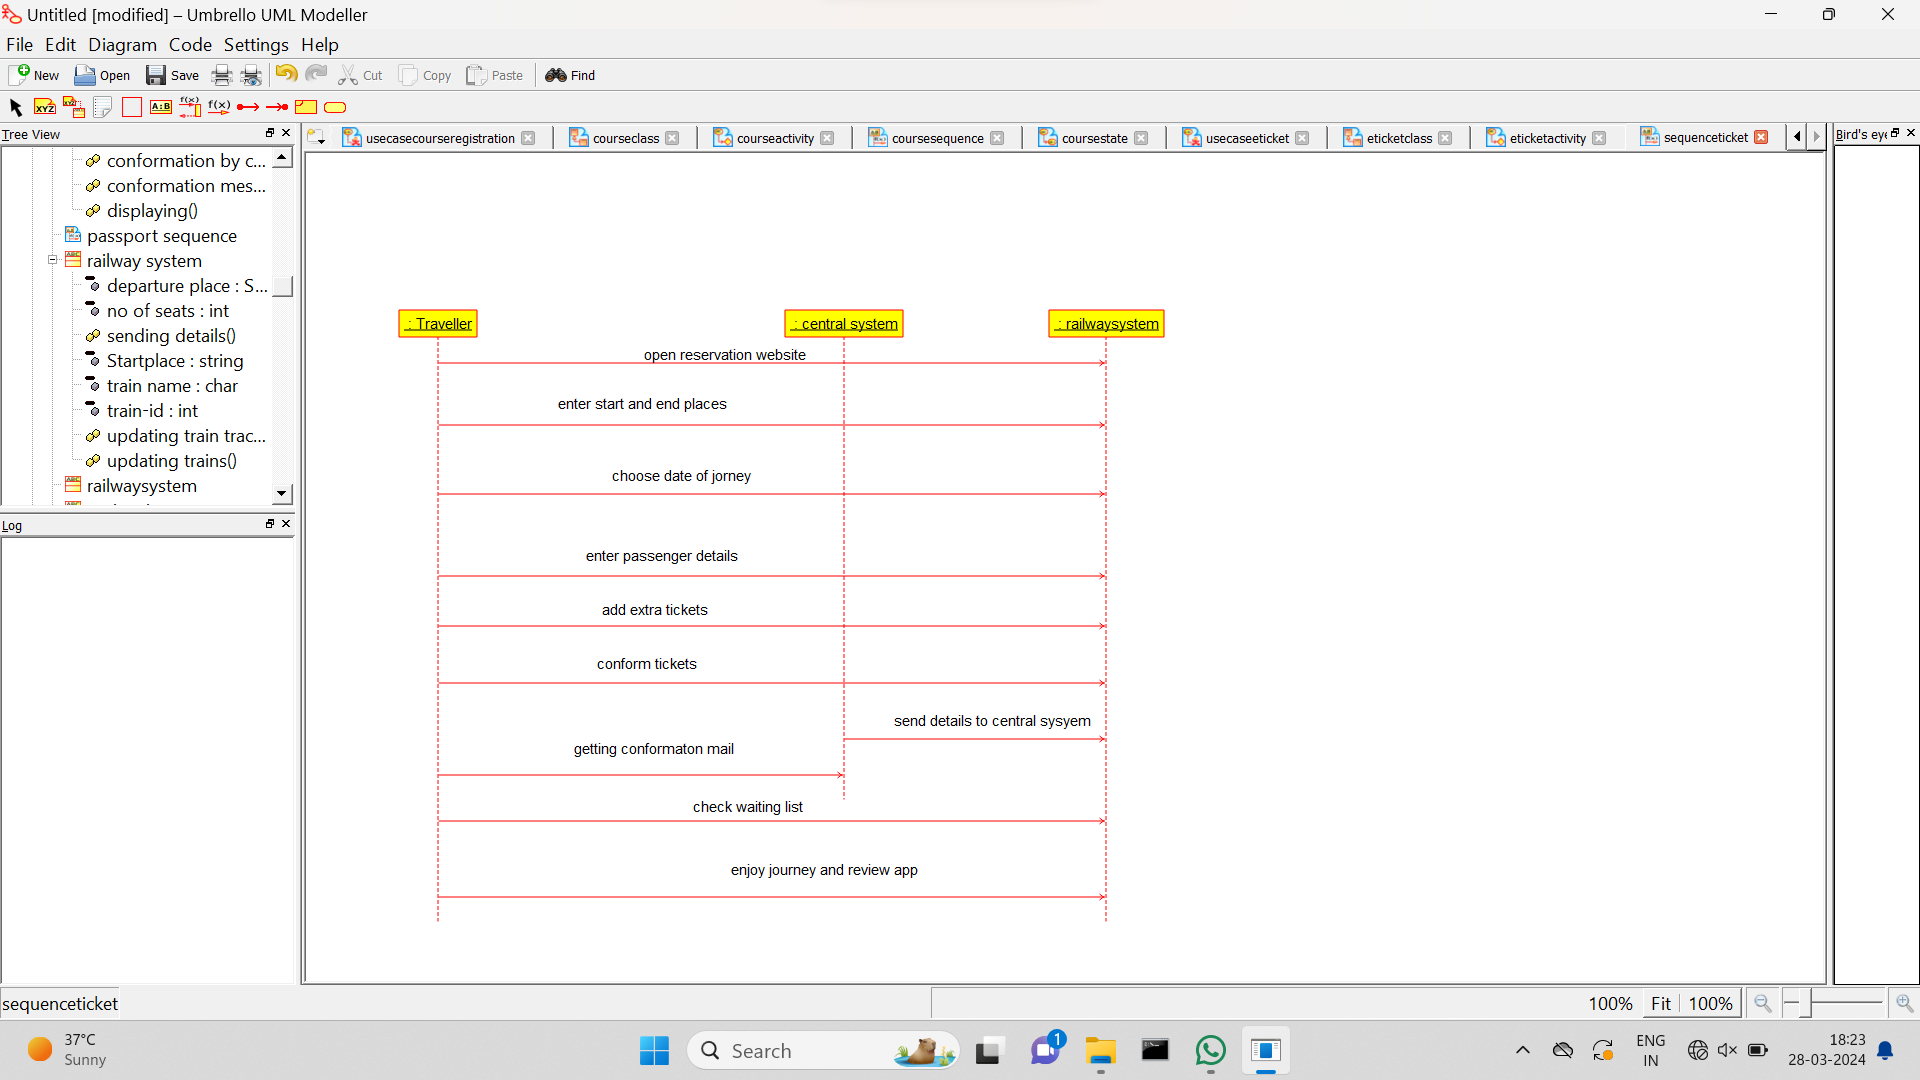 Untitled [modified] – Umbrello UML Modeller
File Edit Diagram Code Settings Help
New Open Save Cut Copy Paste Find
XYZ XYZ A:B f(x) f(x)
Tree View
usecasecourseregistration courseclass courseactivity coursesequence coursestate usecaseeticket eticketclass eticketactivity sequenceticket
Bird's eye
conformation by c...
conformation mes...
displaying()
passport sequence
railway system
departure place : S...
no of seats : int
sending details()
Startplace : string
train name : char
train-id : int
updating train trac...
updating trains()
railwaysystem
Log
: Traveller
: central system
: railwaysystem
open reservation website
enter start and end places
choose date of jorney
enter passenger details
add extra tickets
conform tickets
send details to central sysyem
getting conformaton mail
check waiting list
enjoy journey and review app
sequenceticket
100% Fit 100%
37°C
Sunny
Search
1
ENG
IN
18:23
28-03-2024